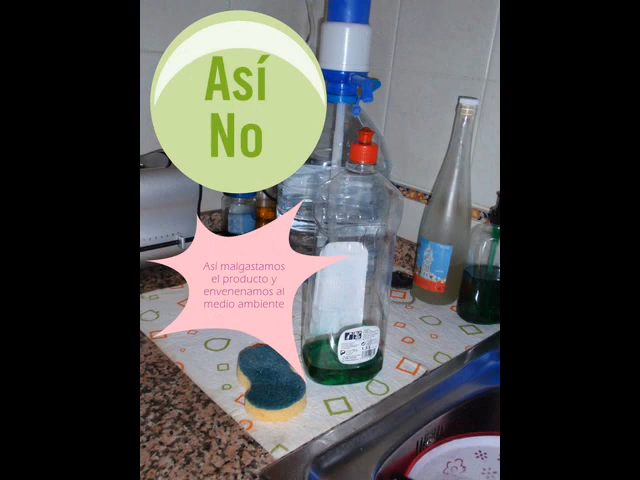 Así
No
Así malgastamos
el producto y
envenenamos al
medio ambiente